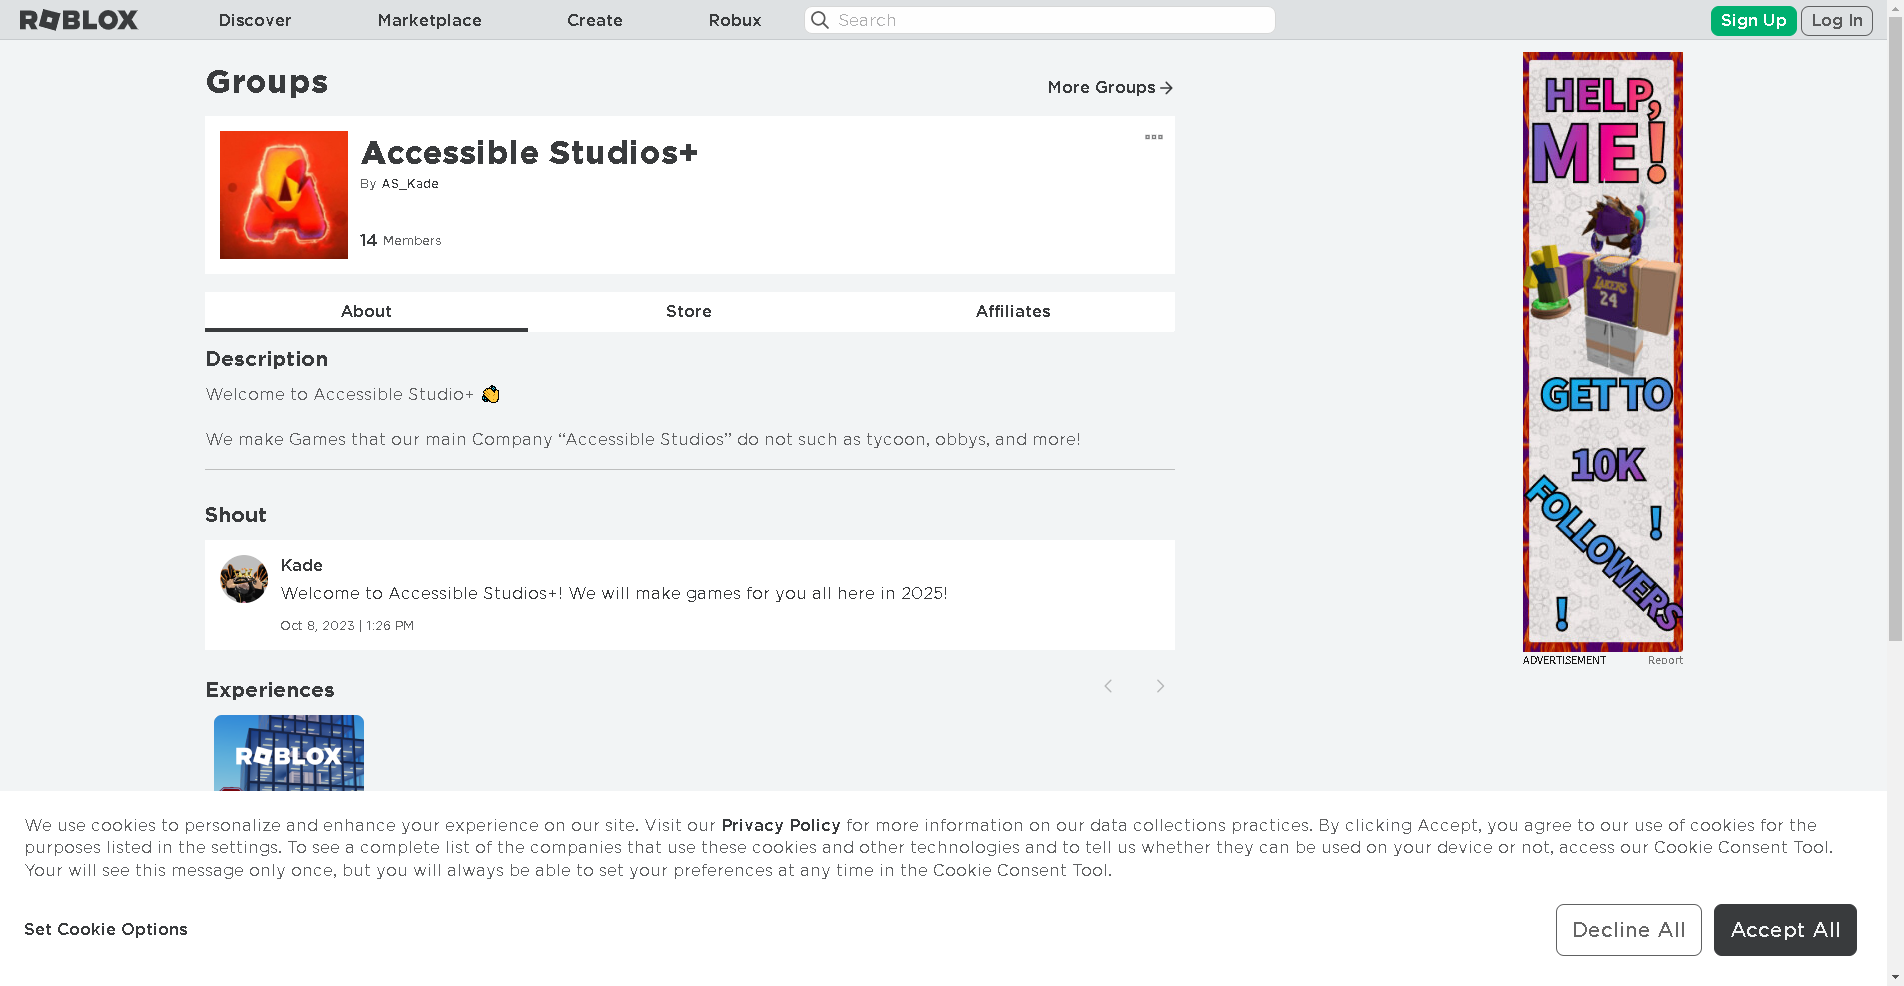 ROBLOX
Discover
Marketplace
Create
Robux
Search
Sign Up
Log In
Groups
More Groups
Accessible Studios+
By AS_Kade
14 Members
About
Store
Affiliates
Description
Welcome to Accessible Studio+
We make Games that our main Company “Accessible Studios” do not such as tycoon, obbys, and more!
Shout
Kade
Welcome to Accessible Studios+! We will make games for you all here in 2025!
Oct 8, 2023 | 1:26 PM
Experiences
ROBLOX
HELP,
ME!
LAKERS
24
GET TO
10K
FOLLOWERS
!
!
ADVERTISEMENT
Report
We use cookies to personalize and enhance your experience on our site. Visit our Privacy Policy for more information on our data collections practices. By clicking Accept, you agree to our use of cookies for the
purposes listed in the settings. To see a complete list of the companies that use these cookies and other technologies and to tell us whether they can be used on your device or not, access our Cookie Consent Tool.
Your will see this message only once, but you will always be able to set your preferences at any time in the Cookie Consent Tool.
Set Cookie Options
Decline All
Accept All